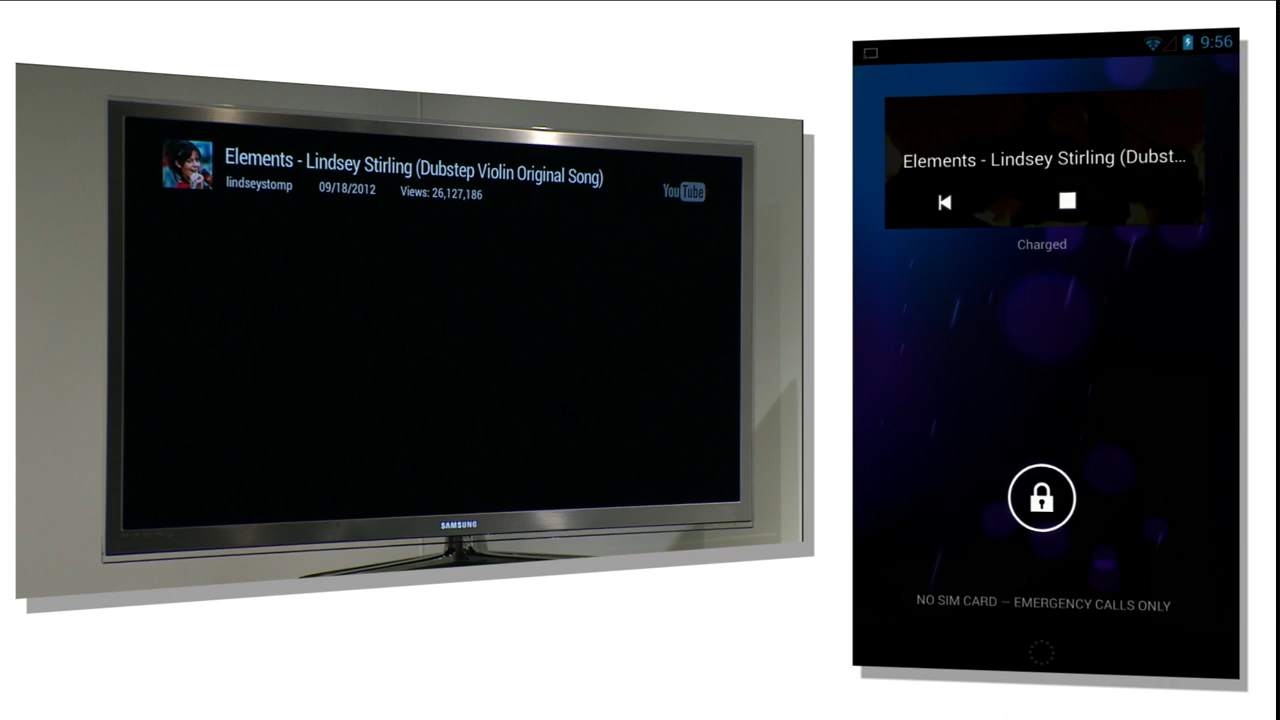 Elements - Lindsey Stirling (Dubstep Violin Original Song)
lindseystomp 09/18/2012 Views: 26,127,186
YouTube
SAMSUNG
9:56
Elements - Lindsey Stirling (Dubst...
Charged
NO SIM CARD — EMERGENCY CALLS ONLY